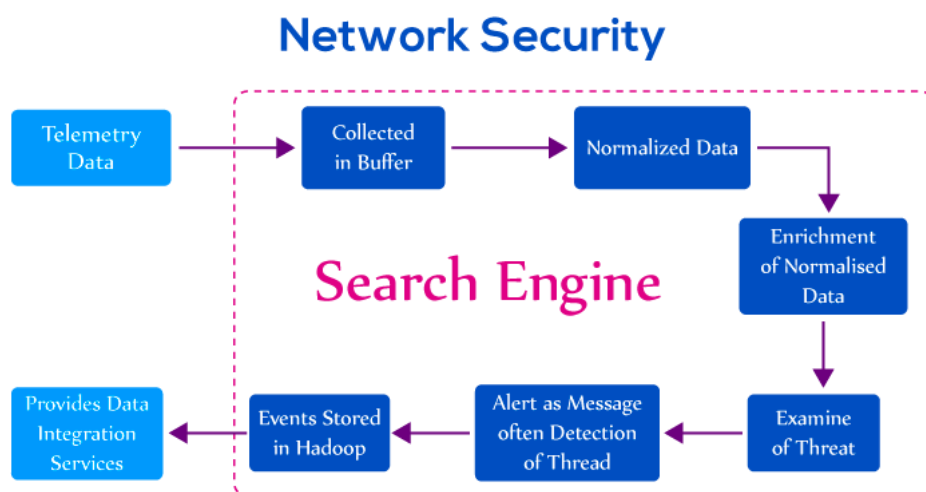 Network Security
Telemetry
Data
Collected
in Buffer
Normalized Data
Enrichment
of Normalised
Data
Search Engine
Provides Data
Integration
Services
Events Stored
in Hadoop
Alert as Message
often Detection
of Thread
Examine
of Threat